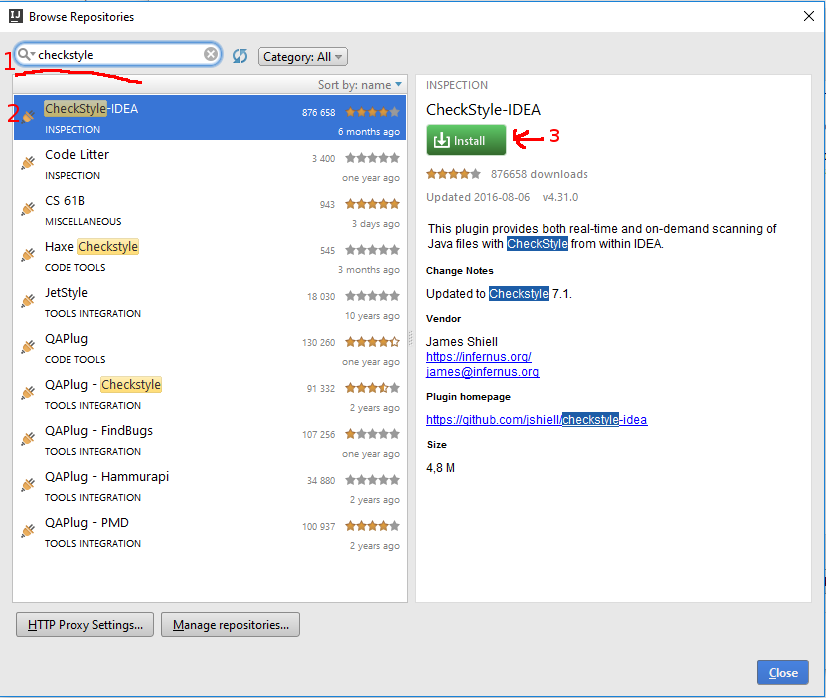 IJ Browse Repositories
1 checkstyle
Category: All
Sort by: name
2 CheckStyle-IDEA 876 658
INSPECTION 6 months ago
Code Litter 3 400
INSPECTION one year ago
CS 61B 943
MISCELLANEOUS 3 days ago
Haxe Checkstyle 545
CODE TOOLS 3 months ago
JetStyle 18 030
TOOLS INTEGRATION 10 years ago
QAPlug 130 260
CODE TOOLS one year ago
QAPlug - Checkstyle 91 332
TOOLS INTEGRATION 2 years ago
QAPlug - FindBugs 107 256
TOOLS INTEGRATION one year ago
QAPlug - Hammurapi 34 880
TOOLS INTEGRATION 2 years ago
QAPlug - PMD 100 937
TOOLS INTEGRATION 2 years ago
INSPECTION
CheckStyle-IDEA
Install 3
876658 downloads
Updated 2016-08-06 v4.31.0
This plugin provides both real-time and on-demand scanning of
Java files with CheckStyle from within IDEA.
Change Notes
Updated to Checkstyle 7.1.
Vendor
James Shiell
https://infernus.org/
james@infernus.org
Plugin homepage
https://github.com/jshiell/checkstyle-idea
Size
4,8 M
HTTP Proxy Settings... Manage repositories...
Close